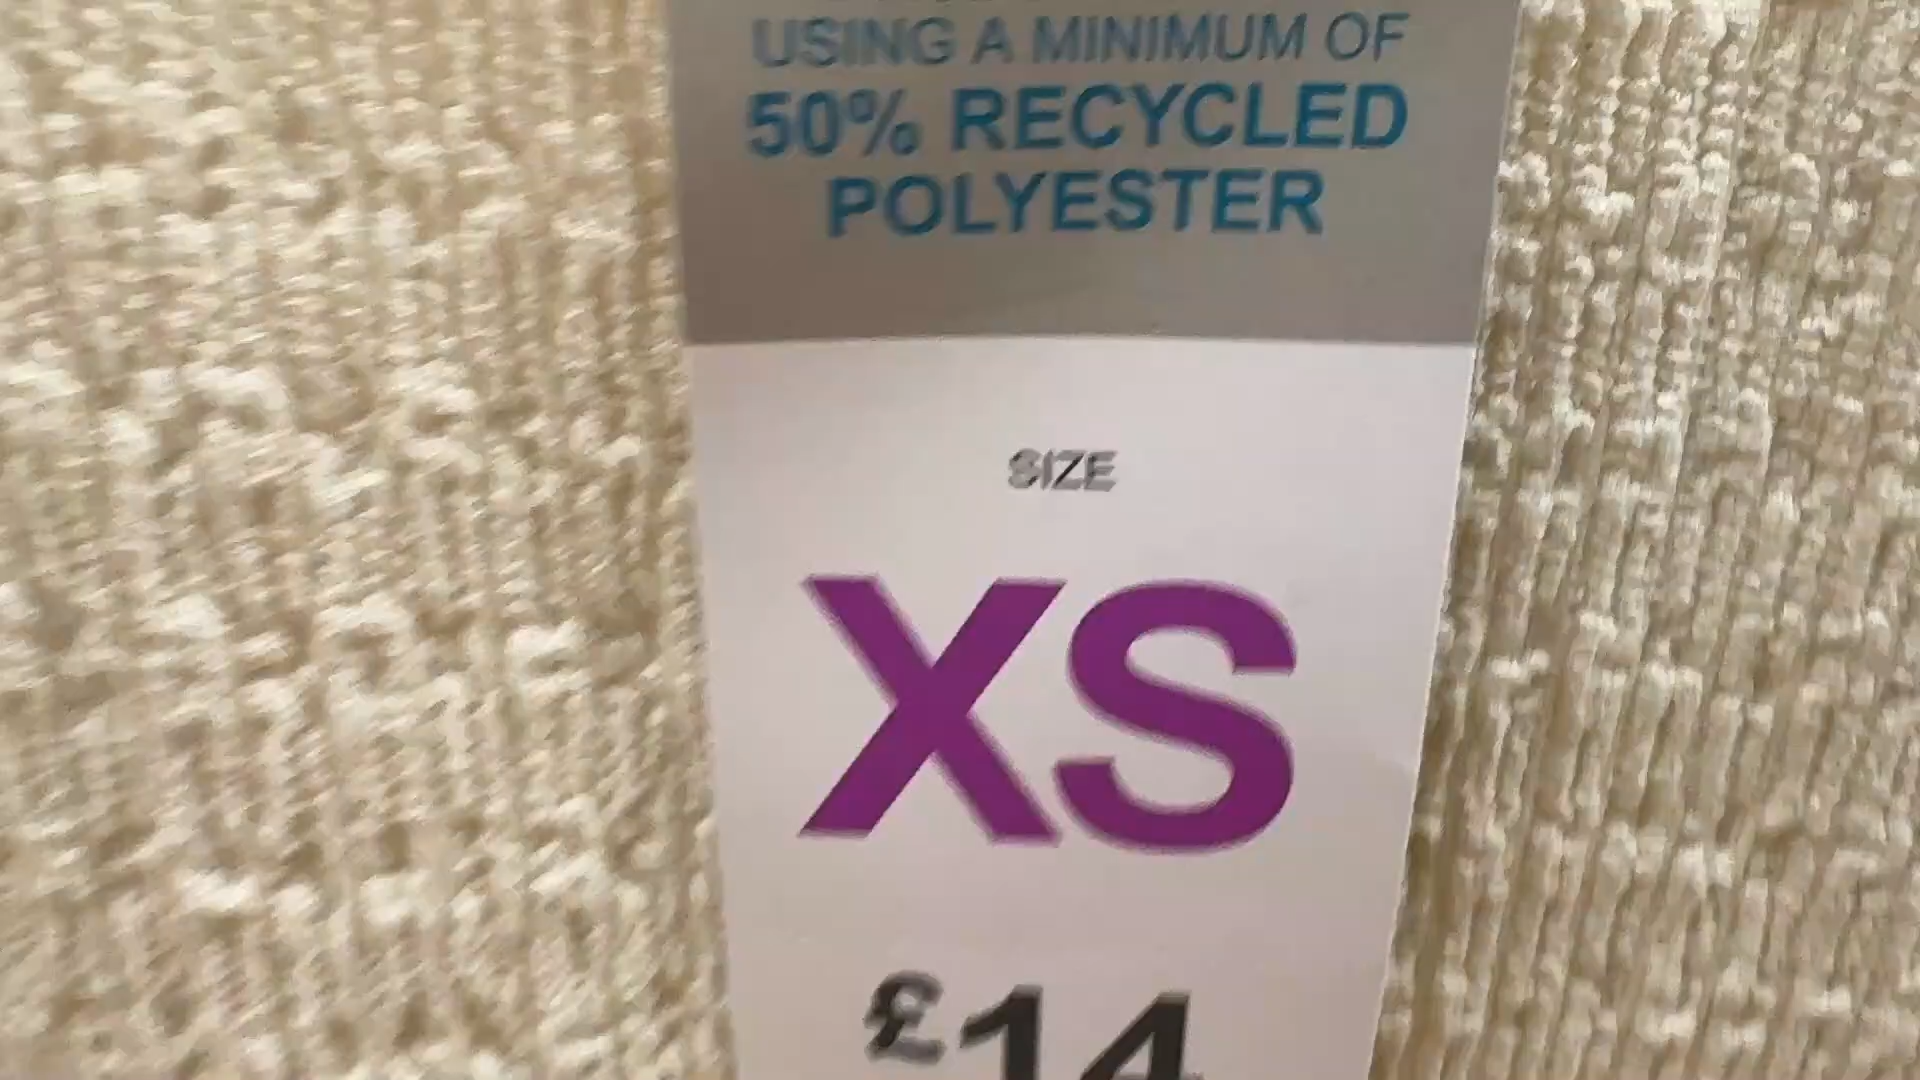 USING A MINIMUM OF
50% RECYCLED
POLYESTER
SIZE
XS
£14